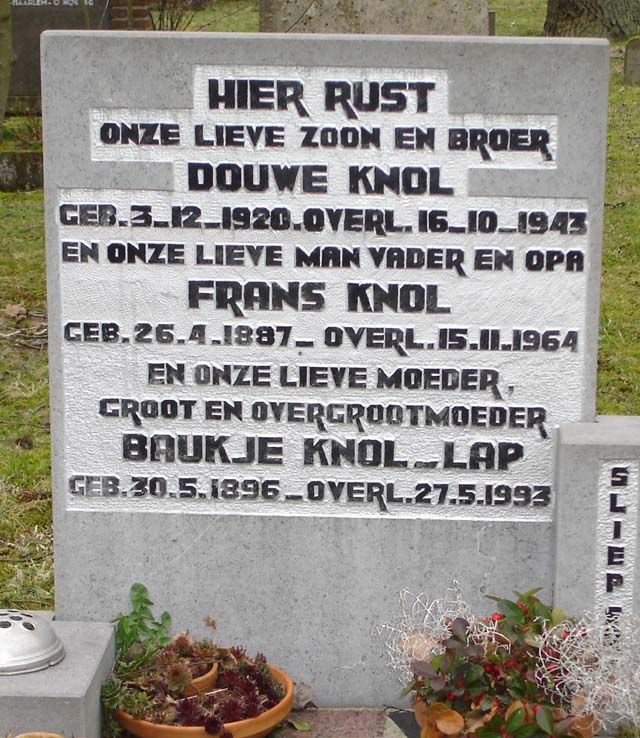 HIER RUST
ONZE LIEVE ZOON EN BROER
DOUWE KNOL
GEB. 3-12-1920. OVERL. 16-10-1943
EN ONZE LIEVE MAN VADER EN OPA
FRANS KNOL
GEB. 26.4.1887- OVERL. 15.11.1964
EN ONZE LIEVE MOEDER,
GROOT EN OVERGROOTMOEDER
BAUKJE KNOL-LAP
GEB. 30.5.1896-OVERL. 27.5.1993
SLIEP